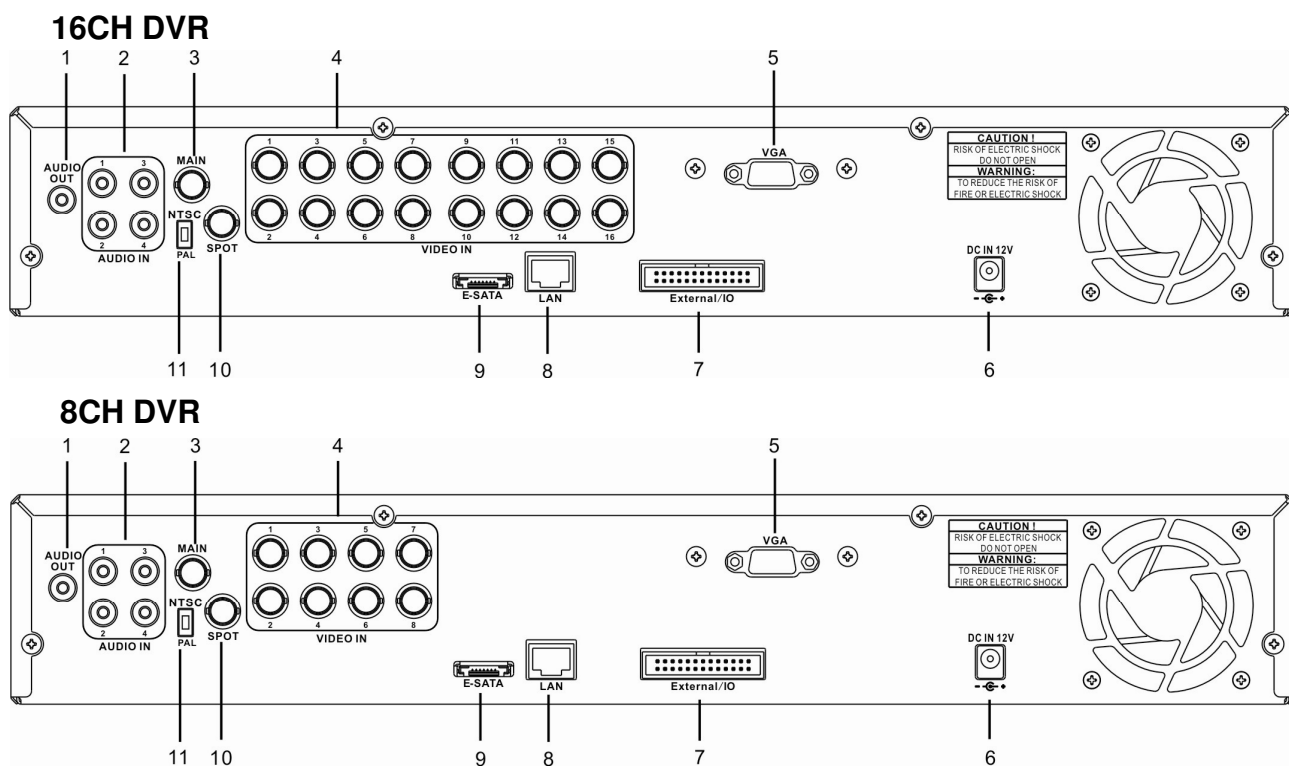 16CH DVR
1 2 3 4 5
AUDIO OUT
1 3
2 4
AUDIO IN
MAIN
NTSC
PAL
SPOT
1 3 5 7 9 11 13 15
2 4 6 8 10 12 14 16
VIDEO IN
VGA
CAUTION !
RISK OF ELECTRIC SHOCK
DO NOT OPEN
WARNING:
TO REDUCE THE RISK OF
FIRE OR ELECTRIC SHOCK
E-SATA
LAN
External/IO
DC IN 12V
11 10 9 8 7 6
8CH DVR
1 2 3 4 5
AUDIO OUT
1 3
2 4
AUDIO IN
MAIN
NTSC
PAL
SPOT
1 3 5 7
2 4 6 8
VIDEO IN
VGA
CAUTION !
RISK OF ELECTRIC SHOCK
DO NOT OPEN
WARNING:
TO REDUCE THE RISK OF
FIRE OR ELECTRIC SHOCK
E-SATA
LAN
External/IO
DC IN 12V
11 10 9 8 7 6